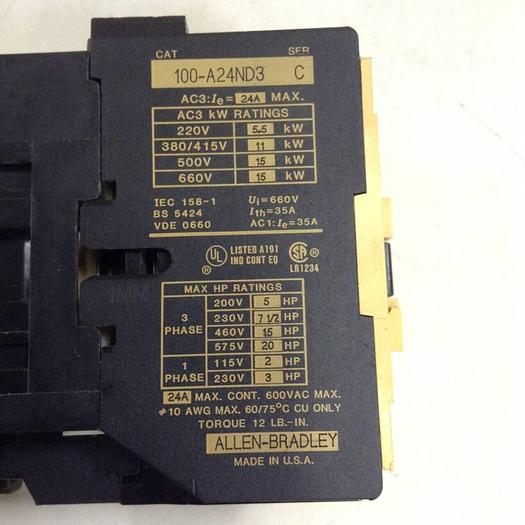 CAT SER
100-A24ND3 C
AC3:Ie= 24A MAX.
AC3 kW RATINGS
220V 5.5 kW
380/415V 11 kW
500V 15 kW
660V 15 kW
IEC 158-1 Ui=660V
BS 5424 Ith=35A
VDE 0660 AC1:Ie=35A
UL LISTED A191 SA
IND CONT EQ
LR1234
MAX HP RATINGS
3 PHASE 200V 5 HP
230V 7 1/2 HP
460V 15 HP
575V 20 HP
1 PHASE 115V 2 HP
230V 3 HP
24A MAX. CONT. 600VAC MAX.
#10 AWG MAX. 60/75°C CU ONLY
TORQUE 12 LB.-IN.
ALLEN-BRADLEY
MADE IN U.S.A.